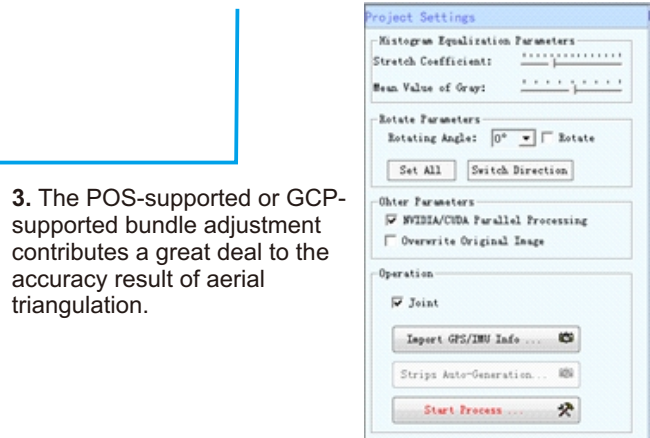 3. The POS-supported or GCP-
supported bundle adjustment
contributes a great deal to the
accuracy result of aerial
triangulation.
Project Settings
Histogram Equalization Parameters
Stretch Coefficient:
Mean Value of Gray:
Rotate Parameters
Rotating Angle: 0° Rotate
Set All Switch Direction
Ohter Parameters
NVIDIA/CUDA Parallel Processing
Overwrite Original Image
Operation
Joint
Import GPS/IMU Info ...
Strips Auto-Generation...
Start Process ...